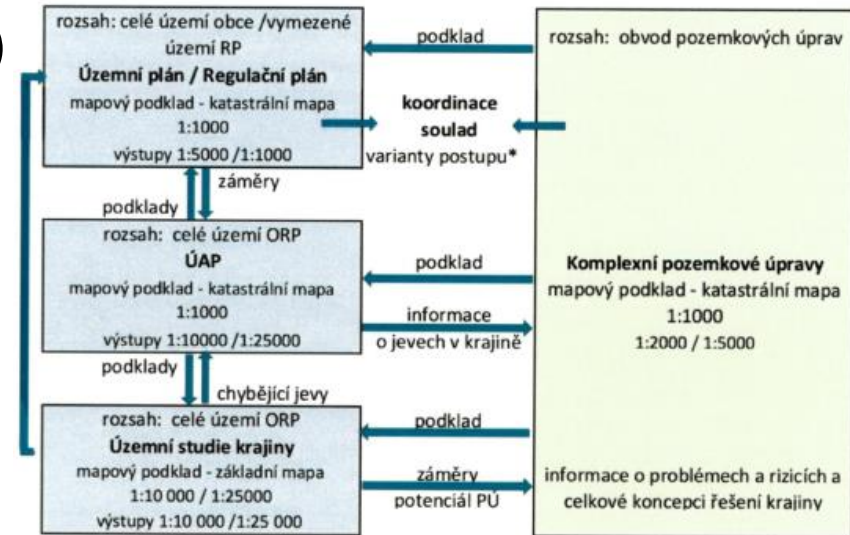 )
rozsah: celé území obce /vymezené
území RP
Územní plán / Regulační plán
mapový podklad - katastrální mapa
1:1000
výstupy 1:5000 /1:1000
podklad
rozsah: obvod pozemkových úprav
koordinace
soulad
varianty postupu*
záměry
podklady
rozsah: celé území ORP
ÚAP
mapový podklad - katastrální mapa
1:1000
výstupy 1:10000 /1:25000
podklad
informace
o jevech v krajině
Komplexní pozemkové úpravy
mapový podklad - katastrální mapa
1:1000
1:2000 / 1:5000
podklady
chybějící jevy
rozsah: celé území ORP
Územní studie krajiny
mapový podklad - základní mapa
1:10 000 / 1:25000
výstupy 1:10 000 /1:25 000
podklad
záměry
potenciál PÚ
informace o problémech a rizicích a
celkové koncepci řešení krajiny